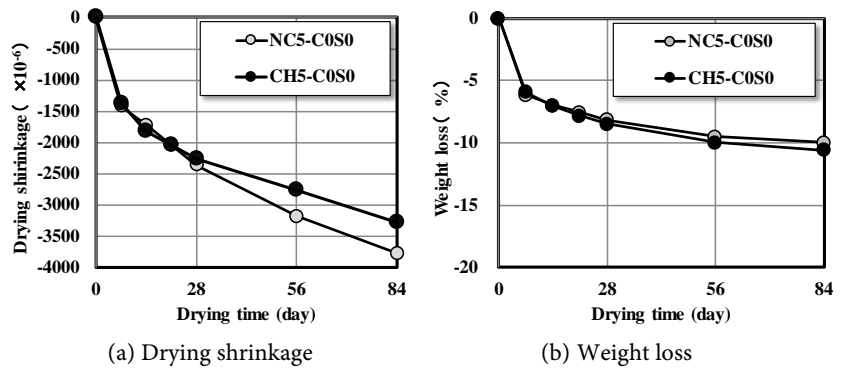 0
-500
-1000
-1500
-2000
-2500
-3000
-3500
-4000
Drying shirinkage( ×10-6)
NC5-C0S0
CH5-C0S0
0 28 56 84
Drying time (day)
(a) Drying shrinkage
0
-5
-10
-15
-20
Weight loss( %)
NC5-C0S0
CH5-C0S0
0 28 56 84
Drying time (day)
(b) Weight loss